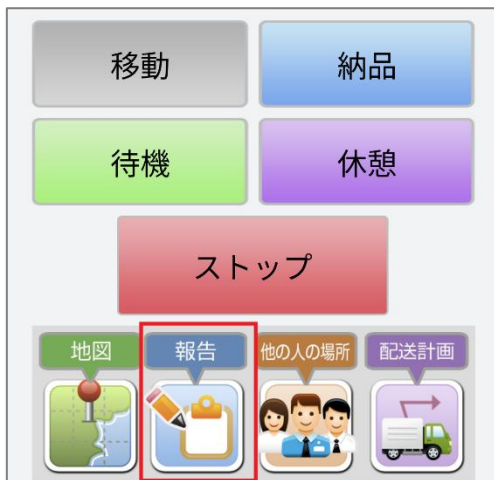 移動
納品
待機
休憩
ストップ
地図
報告
他の人の場所
配送計画